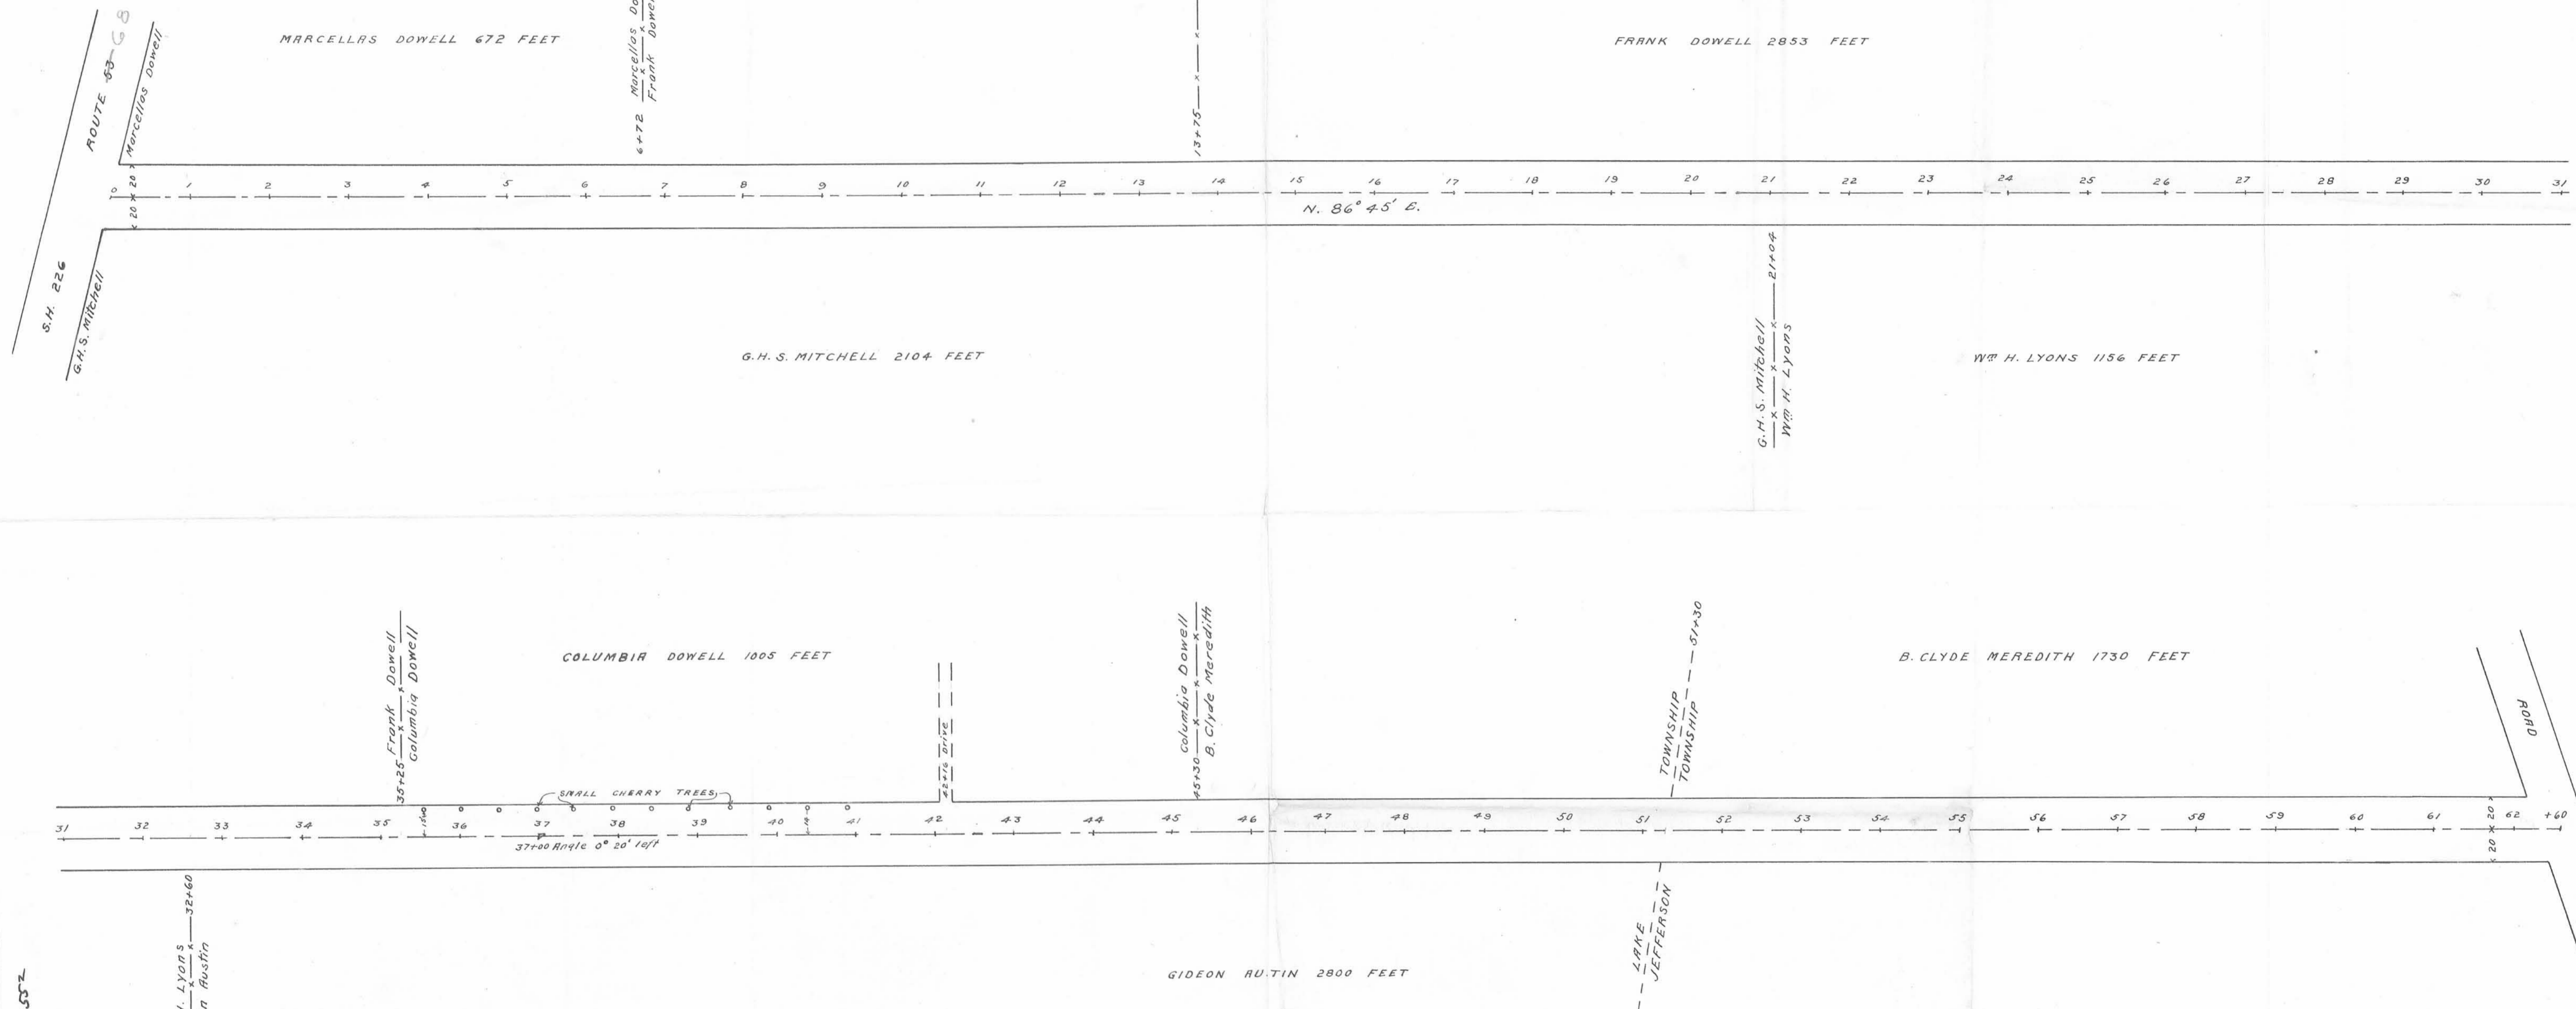 ROUTE 53 68
Marcellas Dowell
MARCELLAS DOWELL 672 FEET
6+72
Marcellas
Frank
13+75
FRANK DOWELL 2853 FEET
0 1 2 3 4 5 6 7 8 9 10 11 12 13 14 15 16 17 18 19 20 21 22 23 24 25 26 27 28 29 30 31
20 x 20
N. 86° 45' E.
S.H. 226
G.H.S. Mitchell
G.H.S. MITCHELL 2104 FEET
21+04
G.H.S. Mitchell
Wm H. Lyons
Wm H. LYONS 1156 FEET
35+25
Frank Dowell
Columbia Dowell
COLUMBIA DOWELL 1005 FEET
42+16 Drive
45+30
Columbia Dowell
B. Clyde Meredith
51+30
TOWNSHIP
TOWNSHIP
B. CLYDE MEREDITH 1730 FEET
ROAD
SMALL CHERRY TREES
31 32 33 34 35 36 37 38 39 40 41 42 43 44 45 46 47 48 49 50 51 52 53 54 55 56 57 58 59 60 61 62 +60
20 x 20
37+00 Angle 0° 20' left
32+60
Lyons
Austin
GIDEON AU.TIN 2800 FEET
LAKE
JEFFERSON
552